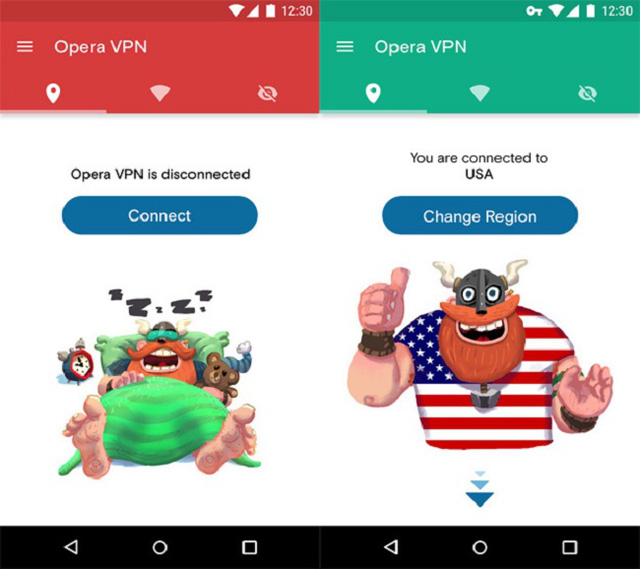 12:30
Opera VPN
Opera VPN is disconnected
Connect
z z. z. z
12:30
Opera VPN
You are connected to
USA
Change Region